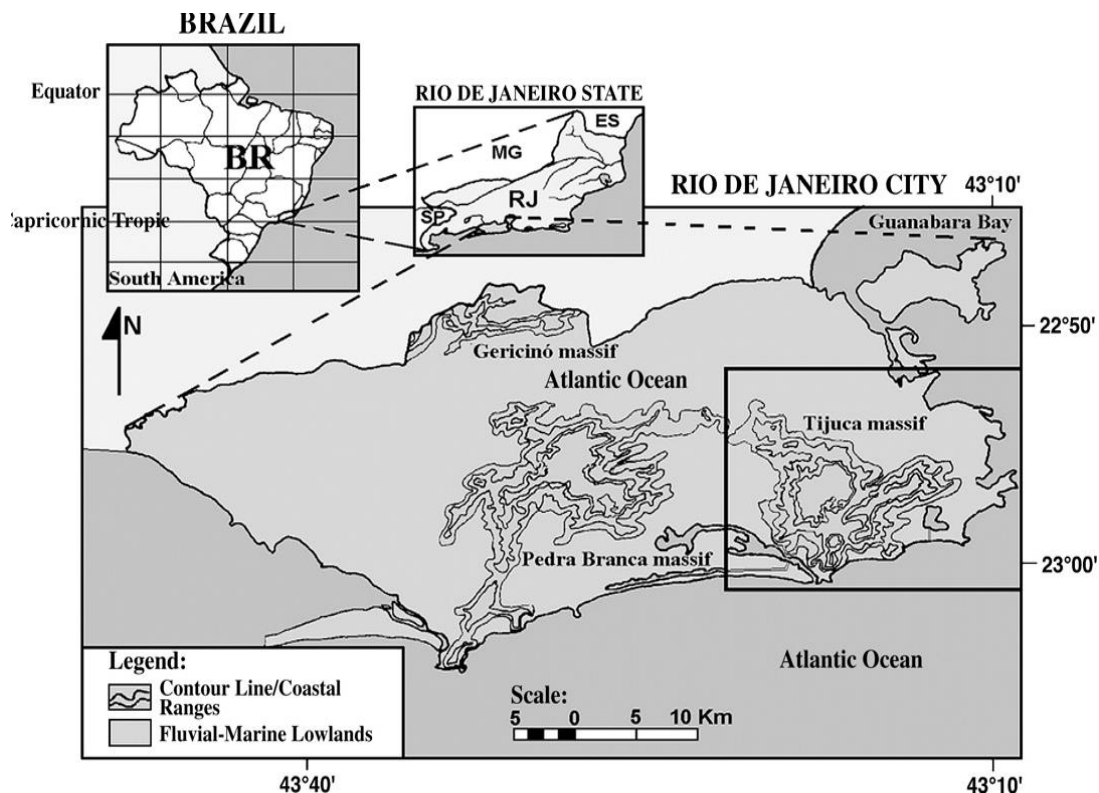 BRAZIL
Equator
BR
Capricornic Tropic
South America
RIO DE JANEIRO STATE
ES
MG
RJ
SP
RIO DE JANEIRO CITY
43°10'
Guanabara Bay
N
22°50'
Gericinó massif
Atlantic Ocean
Tijuca massif
Pedra Branca massif
23°00'
Atlantic Ocean
Legend:
Contour Line/Coastal
Ranges
Fluvial-Marine Lowlands
Scale:
5 0 5 10 Km
43°40'
43°10'